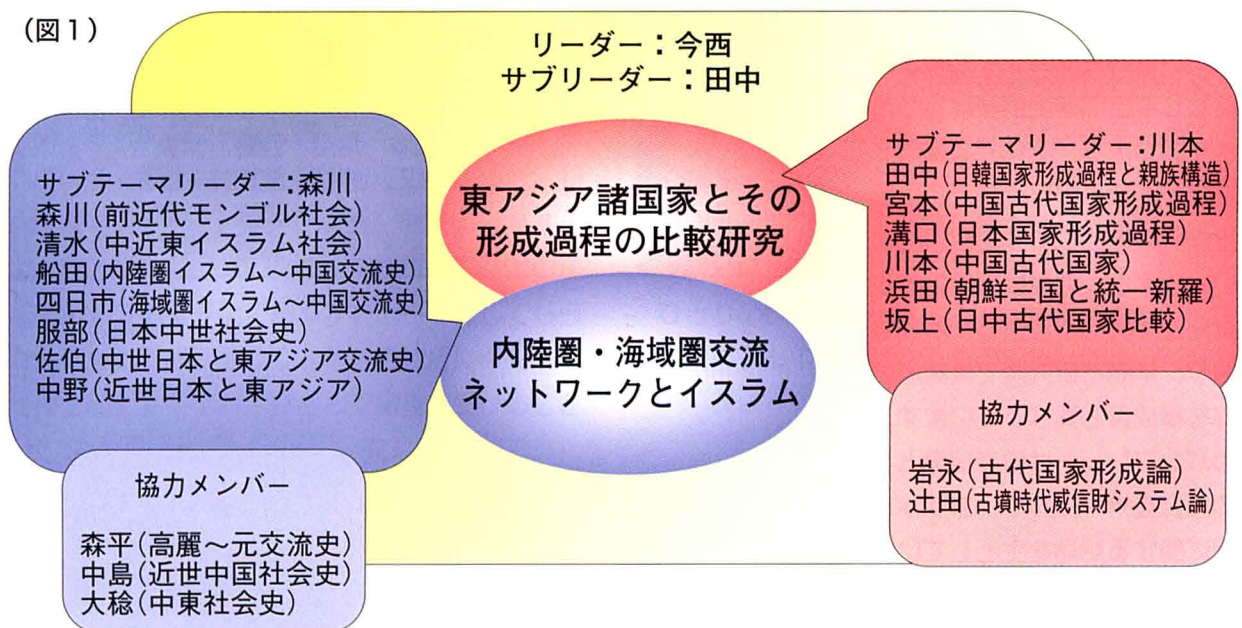 (図1)
リーダー：今西
サブリーダー：田中
東アジア諸国家とその
形成過程の比較研究
内陸圏・海域圏交流
ネットワークとイスラム
サブテーマリーダー：森川
森川(前近代モンゴル社会)
清水(中近東イスラム社会)
船田(内陸圏イスラム～中国交流史)
四日市(海域圏イスラム～中国交流史)
服部(日本中世社会史)
佐伯(中世日本と東アジア交流史)
中野(近世日本と東アジア)
協力メンバー
森平(高麗～元交流史)
中島(近世中国社会史)
大稔(中東社会史)
サブテーマリーダー：川本
田中(日韓国家形成過程と親族構造)
宮本(中国古代国家形成過程)
溝口(日本国家形成過程)
川本(中国古代国家)
浜田(朝鮮三国と統一新羅)
坂上(日中古代国家比較)
協力メンバー
岩永(古代国家形成論)
辻田(古墳時代威信財システム論)